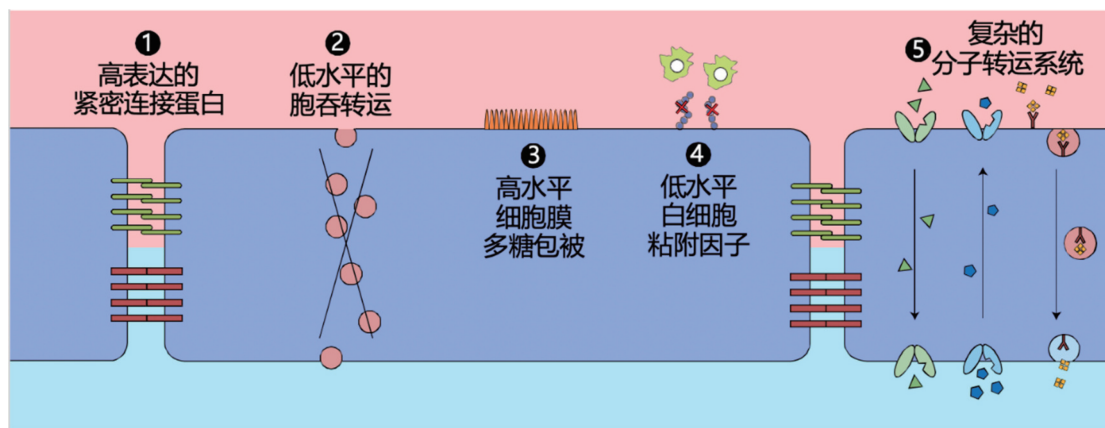 ❶
高表达的
紧密连接蛋白
❷
低水平的
胞吞转运
❸
高水平
细胞膜
多糖包被
❹
低水平
白细胞
粘附因子
❺
复杂的
分子转运系统